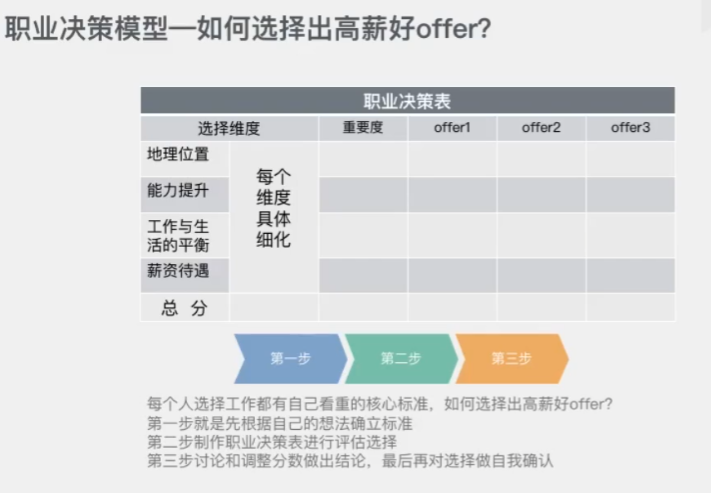 职业决策模型—如何选择出高薪好offer?
职业决策表
选择维度 重要度 offer1 offer2 offer3
地理位置
能力提升
工作与生
活的平衡
薪资待遇
每个
维度
具体
细化
总 分
第一步 第二步 第三步
每个人选择工作都有自己看重的核心标准，如何选择出高薪好offer?
第一步就是先根据自己的想法确立标准
第二步制作职业决策表进行评估选择
第三步讨论和调整分数做出结论，最后再对选择做自我确认